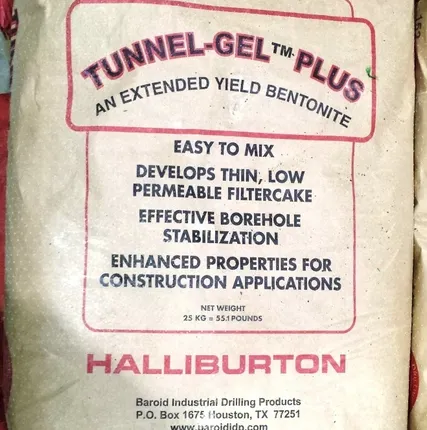 TUNNEL-GEL™ PLUS
AN EXTENDED YIELD BENTONITE
EASY TO MIX
DEVELOPS THIN, LOW
PERMEABLE FILTERCAKE
EFFECTIVE BOREHOLE
STABILIZATION
ENHANCED PROPERTIES FOR
CONSTRUCTION APPLICATIONS
NET WEIGHT
25 KG = 55.1 POUNDS
HALLIBURTON
Baroid Industrial Drilling Products
P.O. Box 1675 Houston, TX 77251